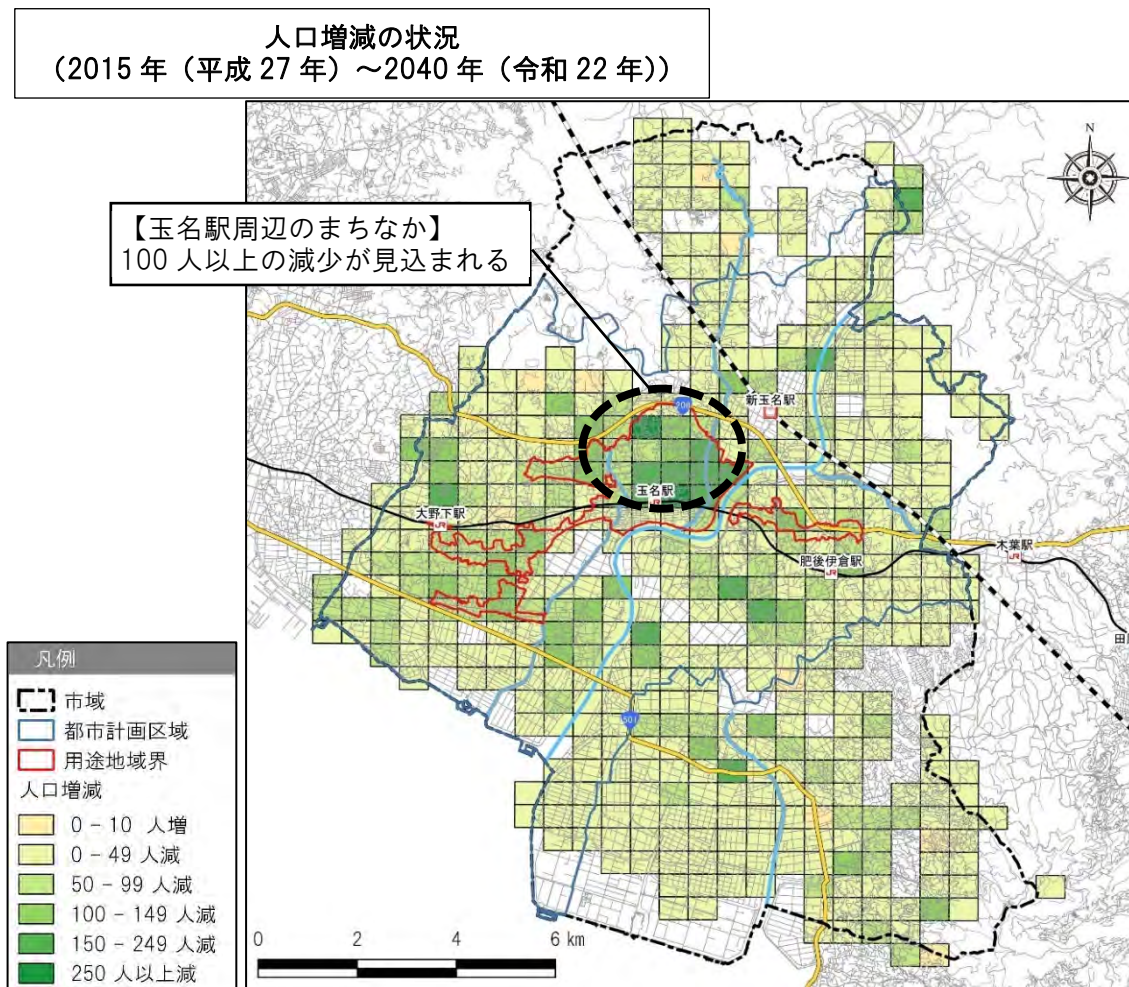 人口増減の状況
（2015 年（平成 27 年）～2040 年（令和 22 年））
N
【玉名駅周辺のまちなか】
100 人以上の減少が見込まれる
新玉名駅
玉名駅
大野下駅
肥後伊倉駅
木葉駅
501
凡例
市域
都市計画区域
用途地域界
人口増減
0 - 10 人増
0 - 49 人減
50 - 99 人減
100 - 149 人減
150 - 249 人減
250 人以上減
0 2 4 6 km